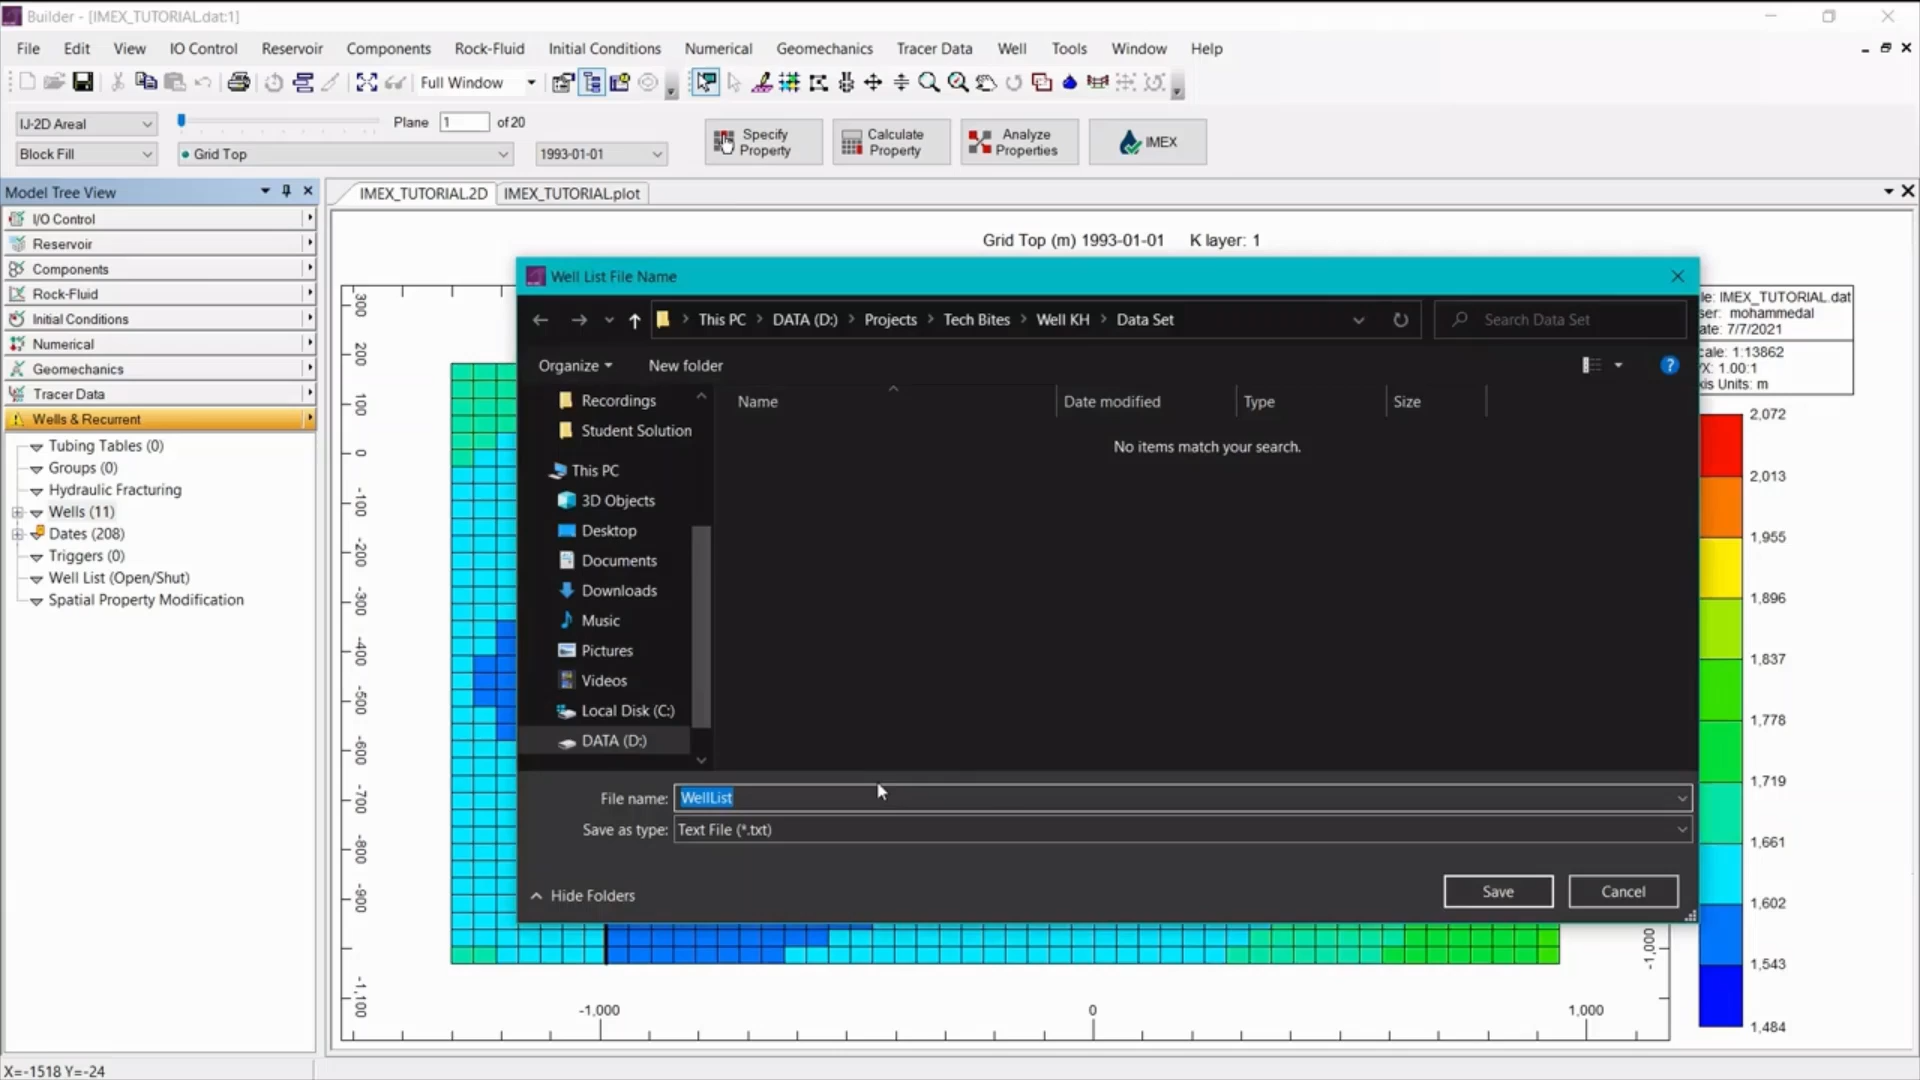 Builder - [IMEX_TUTORIAL.dat:1]
File Edit View IO Control Reservoir Components Rock-Fluid Initial Conditions Numerical Geomechanics Tracer Data Well Tools Window Help
Full Window
IJ-2D Areal Plane 1 of 20
Block Fill Grid Top 1993-01-01
Specify Property
Calculate Property
Analyze Properties
IMEX
Model Tree View
IMEX_TUTORIAL.2D IMEX_TUTORIAL.plot
I/O Control
Reservoir
Components
Rock-Fluid
Initial Conditions
Numerical
Geomechanics
Tracer Data
Wells & Recurrent
Tubing Tables (0)
Groups (0)
Hydraulic Fracturing
Wells (11)
Dates (208)
Triggers (0)
Well List (Open/Shut)
Spatial Property Modification
Grid Top (m) 1993-01-01 K layer: 1
300
200
100
0
-100
-200
-300
-400
-500
-600
-700
-800
-900
-1,100
Well List File Name
This PC DATA (D:) Projects Tech Bites Well KH Data Set
Search Data Set
Organize New folder
Recordings
Student Solution
This PC
3D Objects
Desktop
Documents
Downloads
Music
Pictures
Videos
Local Disk (C:)
DATA (D:)
Name Date modified Type Size
No items match your search.
File name: WellList
Save as type: Text File (*.txt)
Hide Folders
Save Cancel
le: IMEX_TUTORIAL.dat
ser: mohammedal
ate: 7/7/2021
cale: 1:13862
/X: 1.00:1
xis Units: m
2,072
2,013
1,955
1,896
1,837
1,778
1,719
1,661
1,602
1,543
1,484
-1,000
-1,000 0 1,000
X=-1518 Y=-24